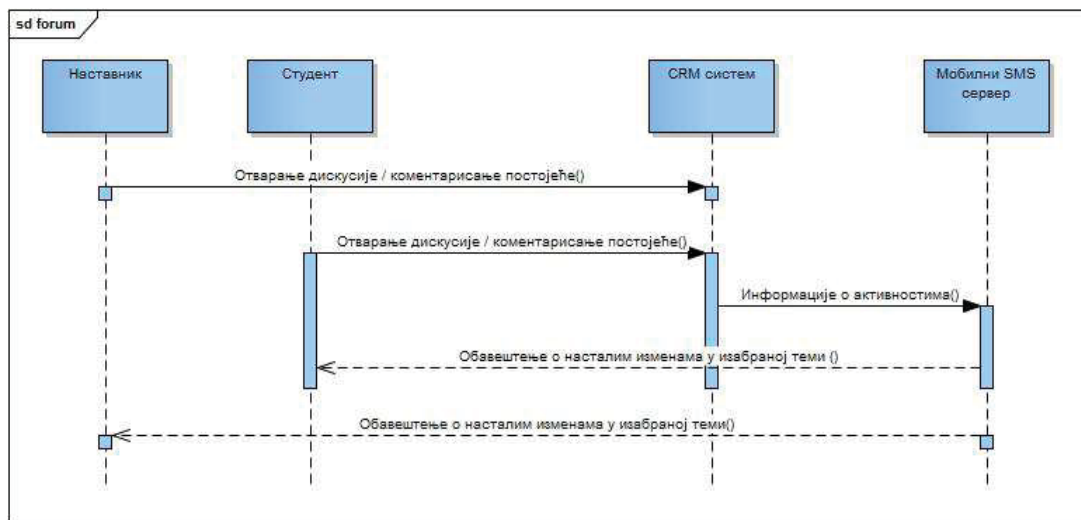 sd forum
Наставник
Студент
CRM систем
Мобилни SMS
сервер
Отварање дискусије / коментарисање постојеће()
Отварање дискусије / коментарисање постојеће()
Информације о активностима()
Обавештење о насталим изменама у изабраној теми ()
Обавештење о насталим изменама у изабраној теми()